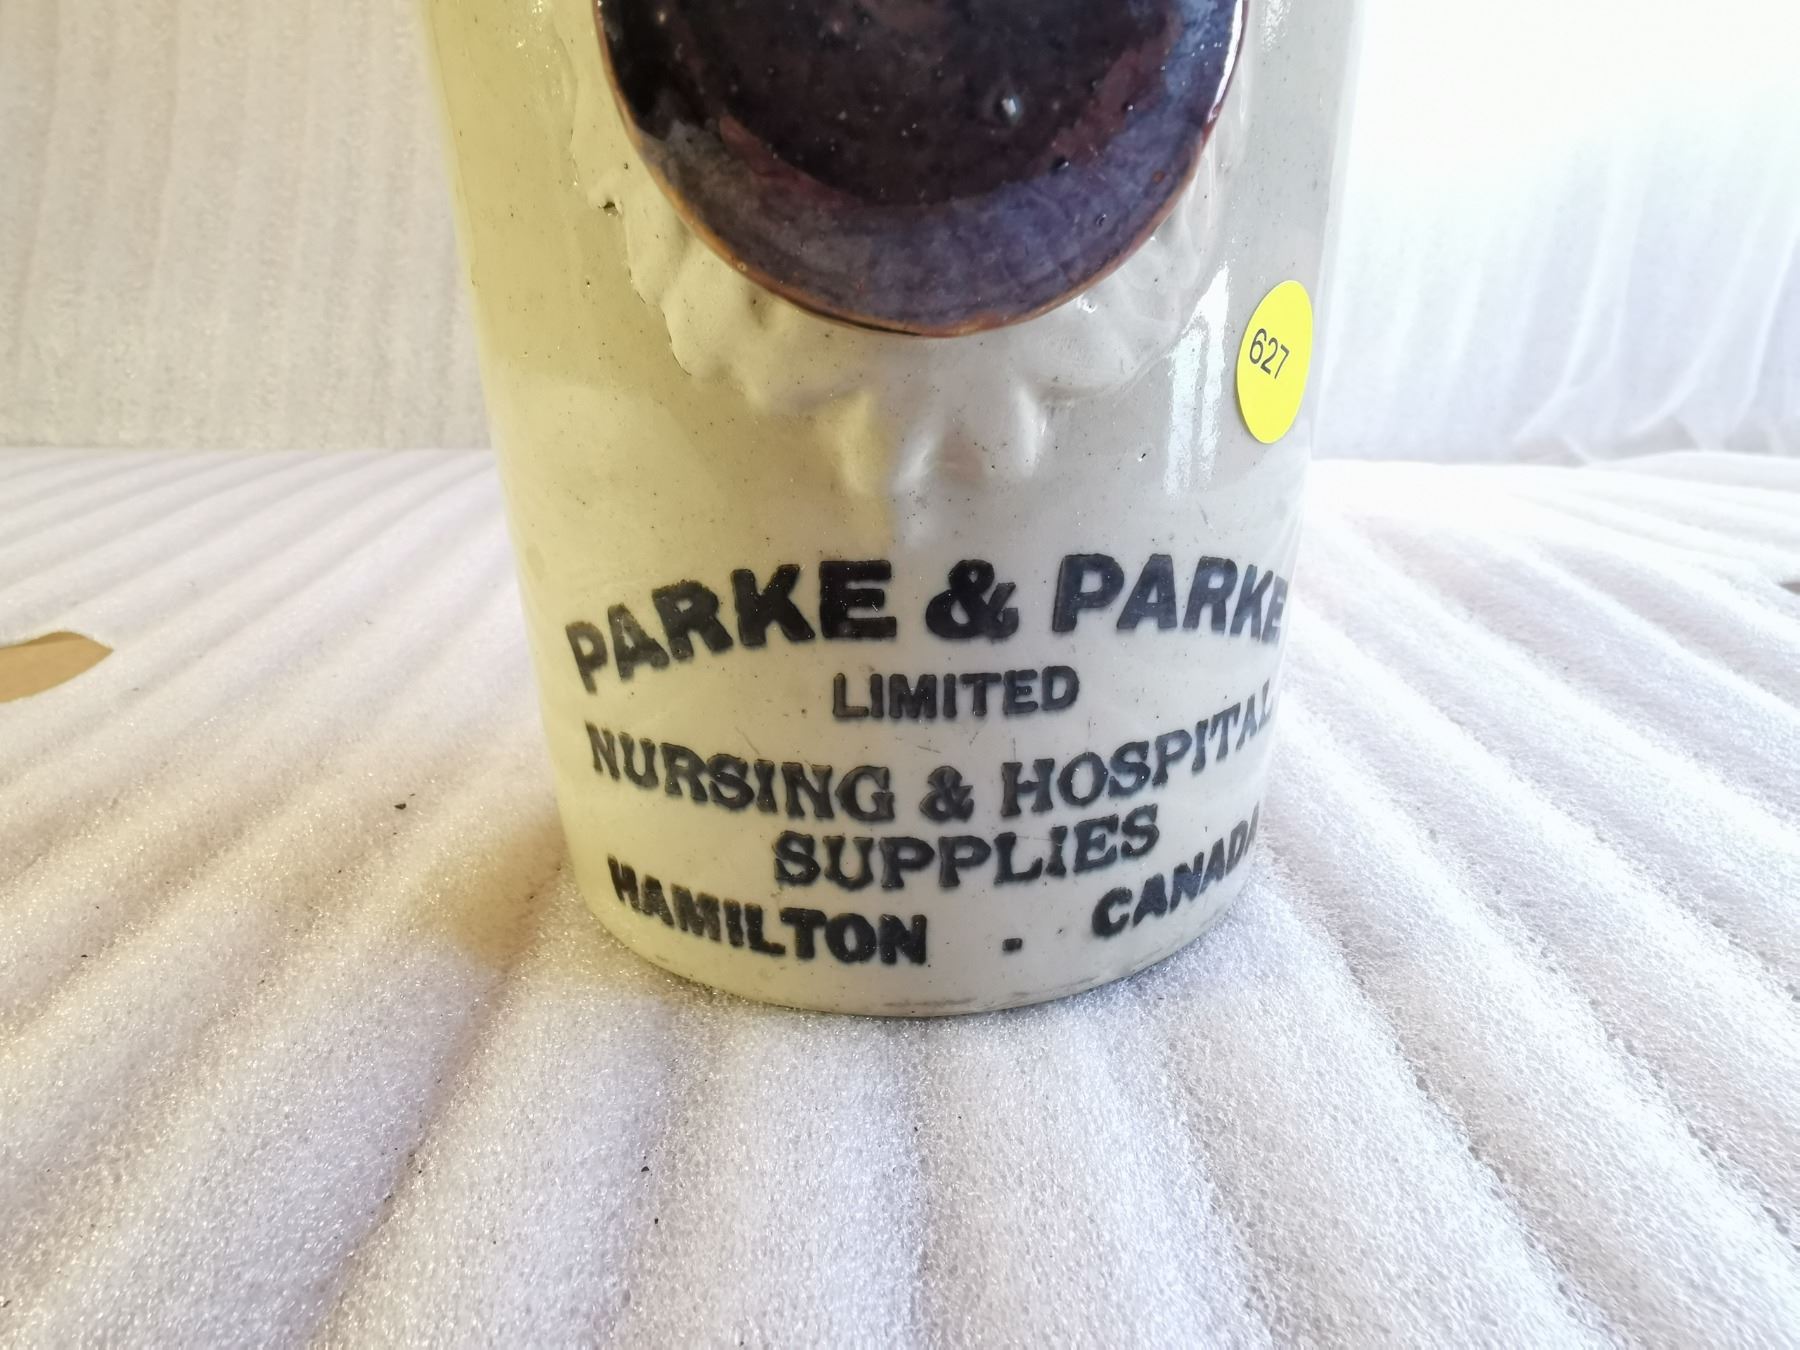 627
PARKE & PARKE
LIMITED
NURSING & HOSPITAL
SUPPLIES
HAMILTON - CANADA